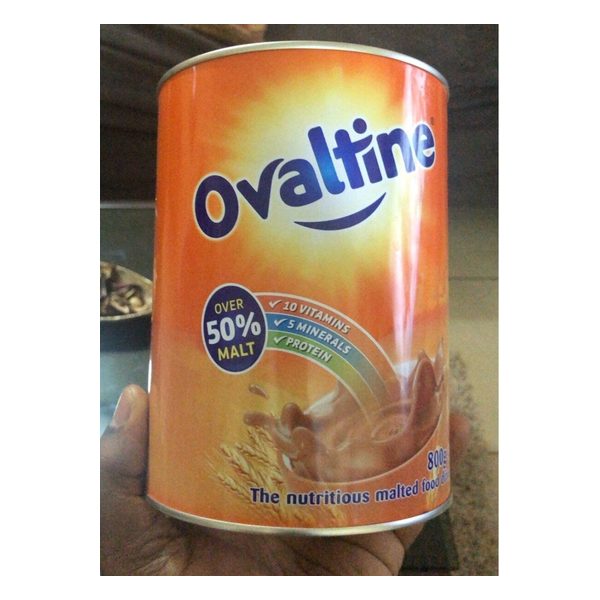 Ovaltine
OVER
50%
MALT
✓ 10 VITAMINS
✓ 5 MINERALS
✓ PROTEIN
800g
The nutritious malted food